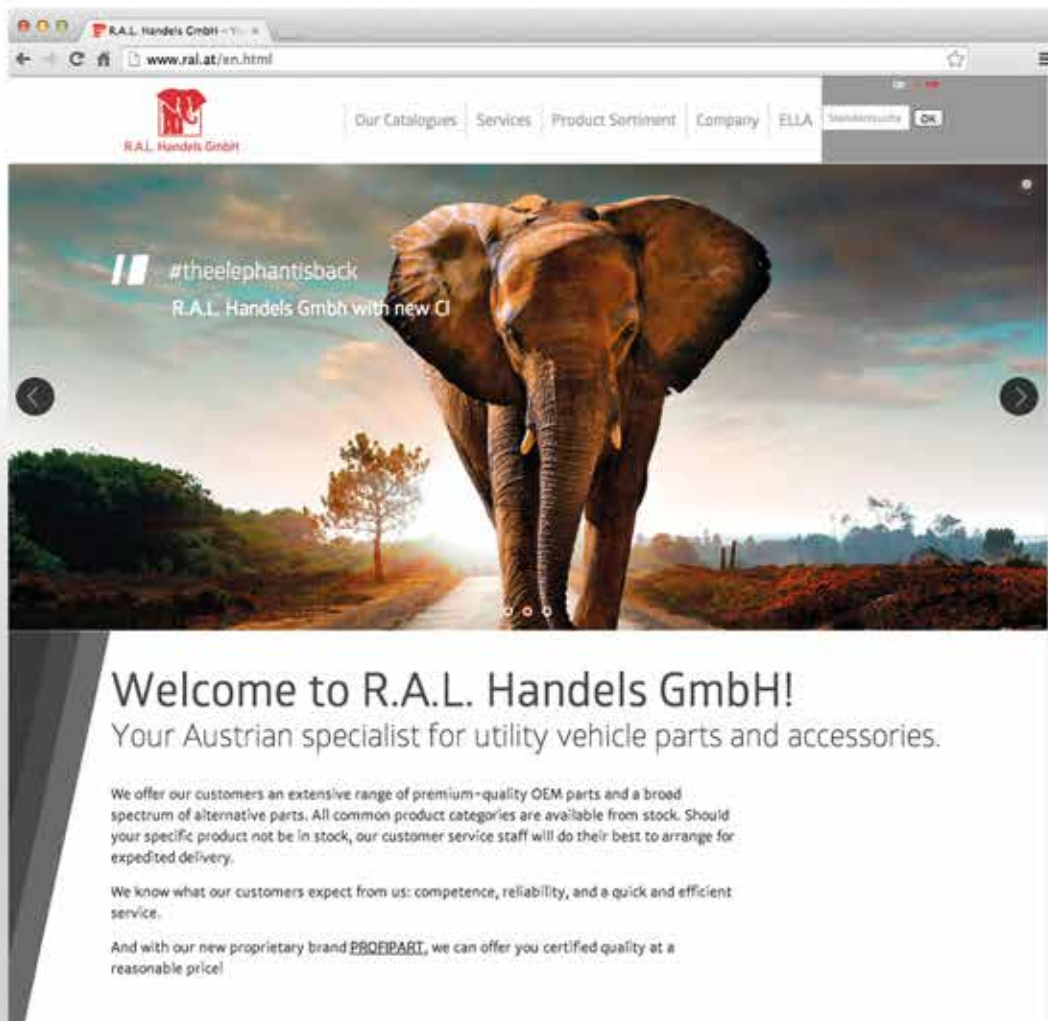 R.A.L. Handels GmbH -
www.ral.at/en.html
R.A.L. Handels GmbH
Our Catalogues
Services
Product Sortiment
Company
ELLA
OK
#theelephantisback
R.A.L. Handels Gmbh with new CI
Welcome to R.A.L. Handels GmbH!
Your Austrian specialist for utility vehicle parts and accessories.
We offer our customers an extensive range of premium-quality OEM parts and a broad
spectrum of alternative parts. All common product categories are available from stock. Should
your specific product not be in stock, our customer service staff will do their best to arrange for
expedited delivery.
We know what our customers expect from us: competence, reliability, and a quick and efficient
service.
And with our new proprietary brand PROFIPART, we can offer you certified quality at a
reasonable price!